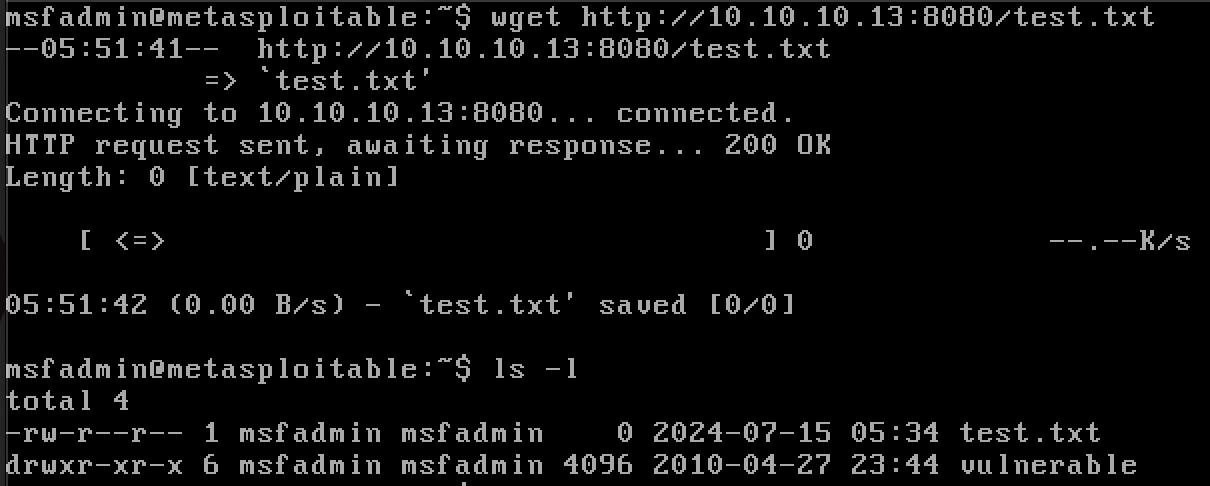 msfadmin@metasploitable:~$ wget http://10.10.10.13:8080/test.txt
--05:51:41--  http://10.10.10.13:8080/test.txt
           => `test.txt'
Connecting to 10.10.10.13:8080... connected.
HTTP request sent, awaiting response... 200 OK
Length: 0 [text/plain]
    [ <=>                                 ] 0             --.--K/s
05:51:42 (0.00 B/s) - `test.txt' saved [0/0]
msfadmin@metasploitable:~$ ls -l
total 4
-rw-r--r-- 1 msfadmin msfadmin    0 2024-07-15 05:34 test.txt
drwxr-xr-x 6 msfadmin msfadmin 4096 2010-04-27 23:44 vulnerable